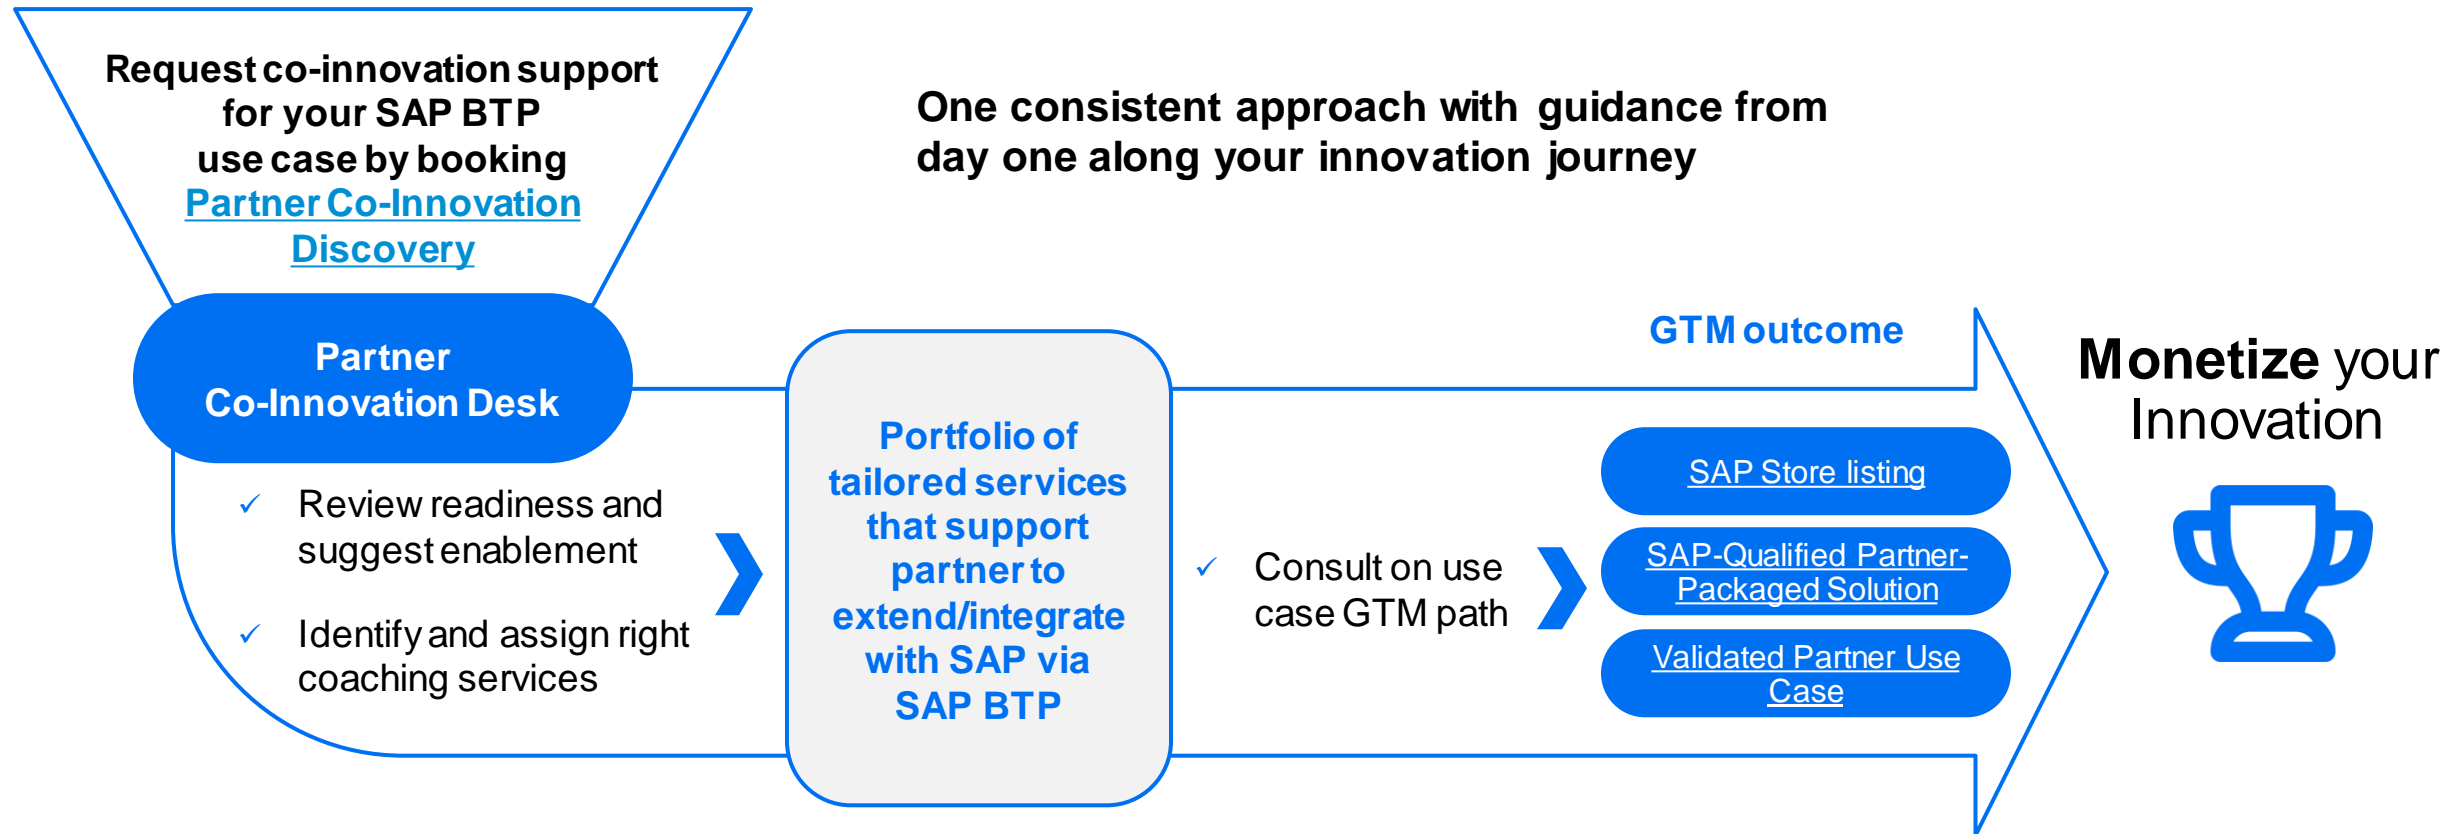 Request co-innovation support
for your SAP BTP
use case by booking
Partner Co-Innovation
Discovery
One consistent approach with guidance from
day one along your innovation journey
Partner
Co-Innovation Desk
Review readiness and
suggest enablement
Identify and assign right
coaching services
Portfolio of
tailored services
that support
partner to
extend/integrate
with SAP via
SAP BTP
Consult on use
case GTM path
GTM outcome
SAP Store listing
SAP-Qualified Partner-
Packaged Solution
Validated Partner Use
Case
Monetize your
Innovation